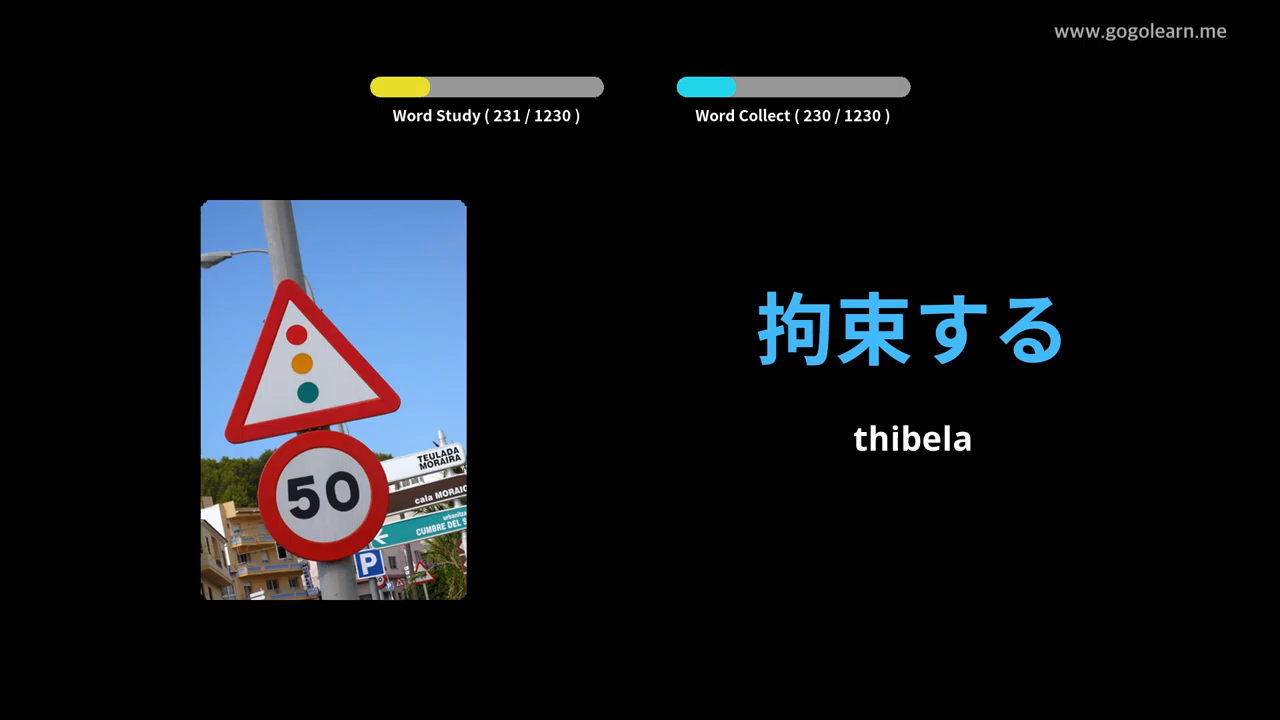 www.gogolearn.me
Word Study ( 231 / 1230 )
Word Collect ( 230 / 1230 )
拘束する
thibela
50
TEULADA
MORAIRA
cala MORAIG
CUMBRE DEL S
P